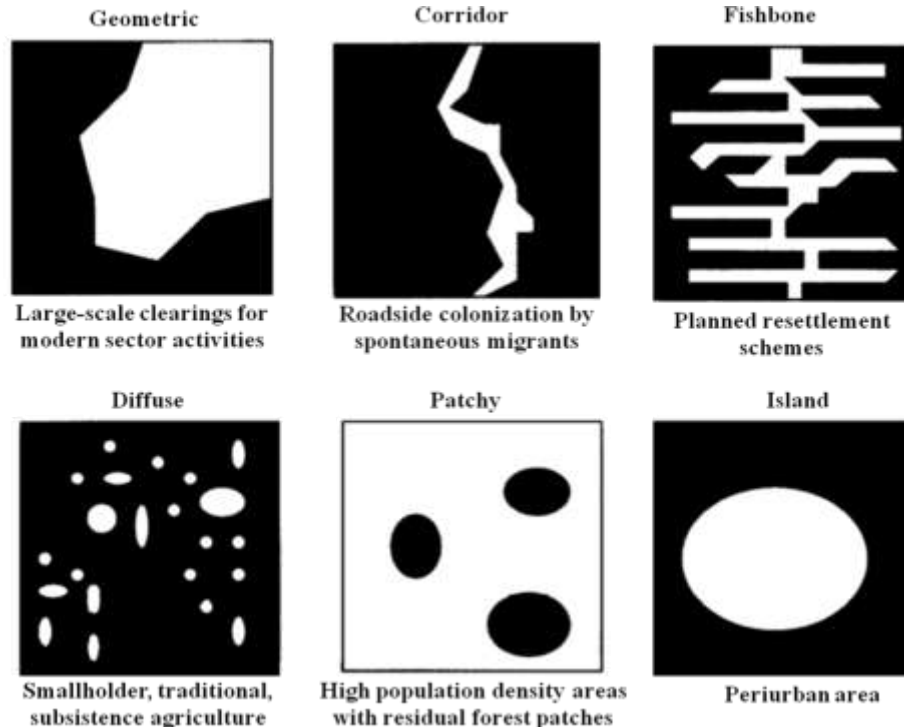 Geometric
Corridor
Fishbone
Large-scale clearings for
modern sector activities
Roadside colonization by
spontaneous migrants
Planned resettlement
schemes
Diffuse
Patchy
Island
Smallholder, traditional,
subsistence agriculture
High population density areas
with residual forest patches
Periurban area